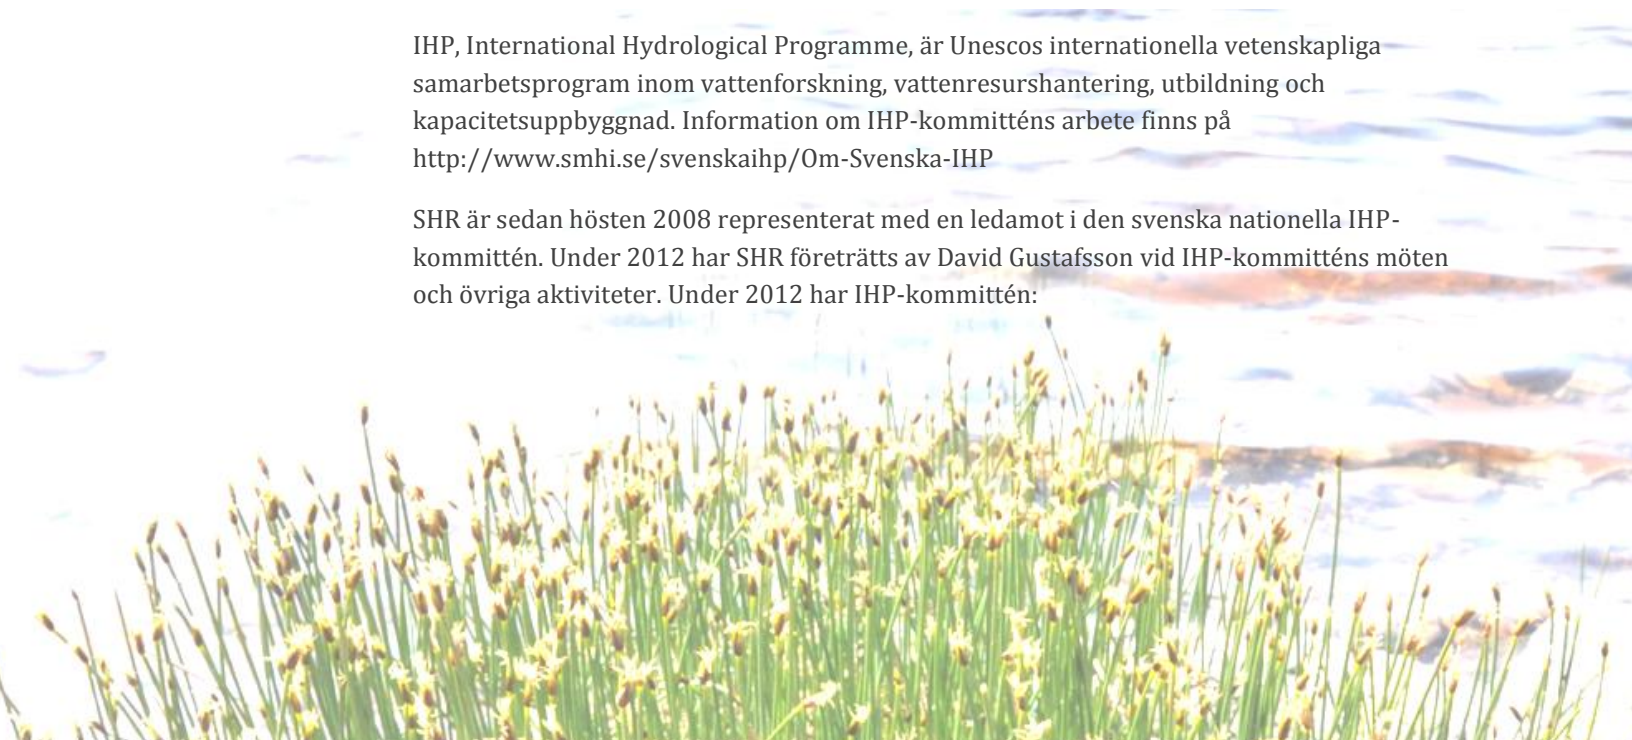 IHP, International Hydrological Programme, är Unescos internationella vetenskapliga
samarbetsprogram inom vattenforskning, vattenresurshantering, utbildning och
kapacitetsuppbyggnad. Information om IHP-kommitténs arbete finns på
http://www.smhi.se/svenskaihp/Om-Svenska-IHP
SHR är sedan hösten 2008 representerat med en ledamot i den svenska nationella IHP-
kommittén. Under 2012 har SHR företrätts av David Gustafsson vid IHP-kommitténs möten
och övriga aktiviteter. Under 2012 har IHP-kommittén: